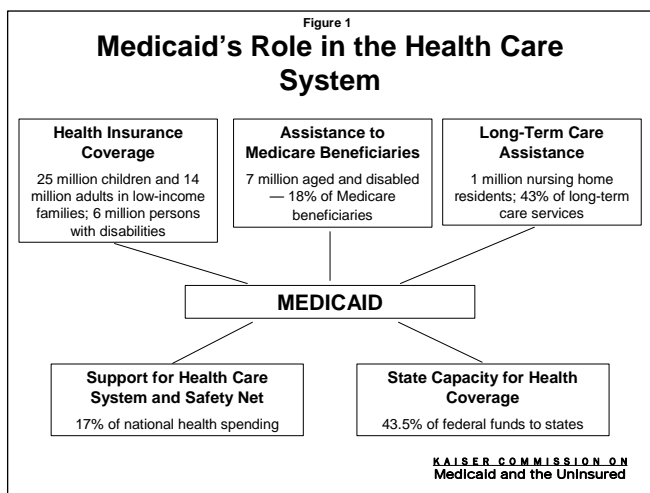 Figure 1
Medicaid's Role in the Health Care
System
Health Insurance
Coverage
25 million children and 14
million adults in low-income
families; 6 million persons
with disabilities
Assistance to
Medicare Beneficiaries
7 million aged and disabled
— 18% of Medicare
beneficiaries
Long-Term Care
Assistance
1 million nursing home
residents; 43% of long-term
care services
MEDICAID
Support for Health Care
System and Safety Net
17% of national health spending
State Capacity for Health
Coverage
43.5% of federal funds to states
KAISER COMMISSION ON
Medicaid and the Uninsured